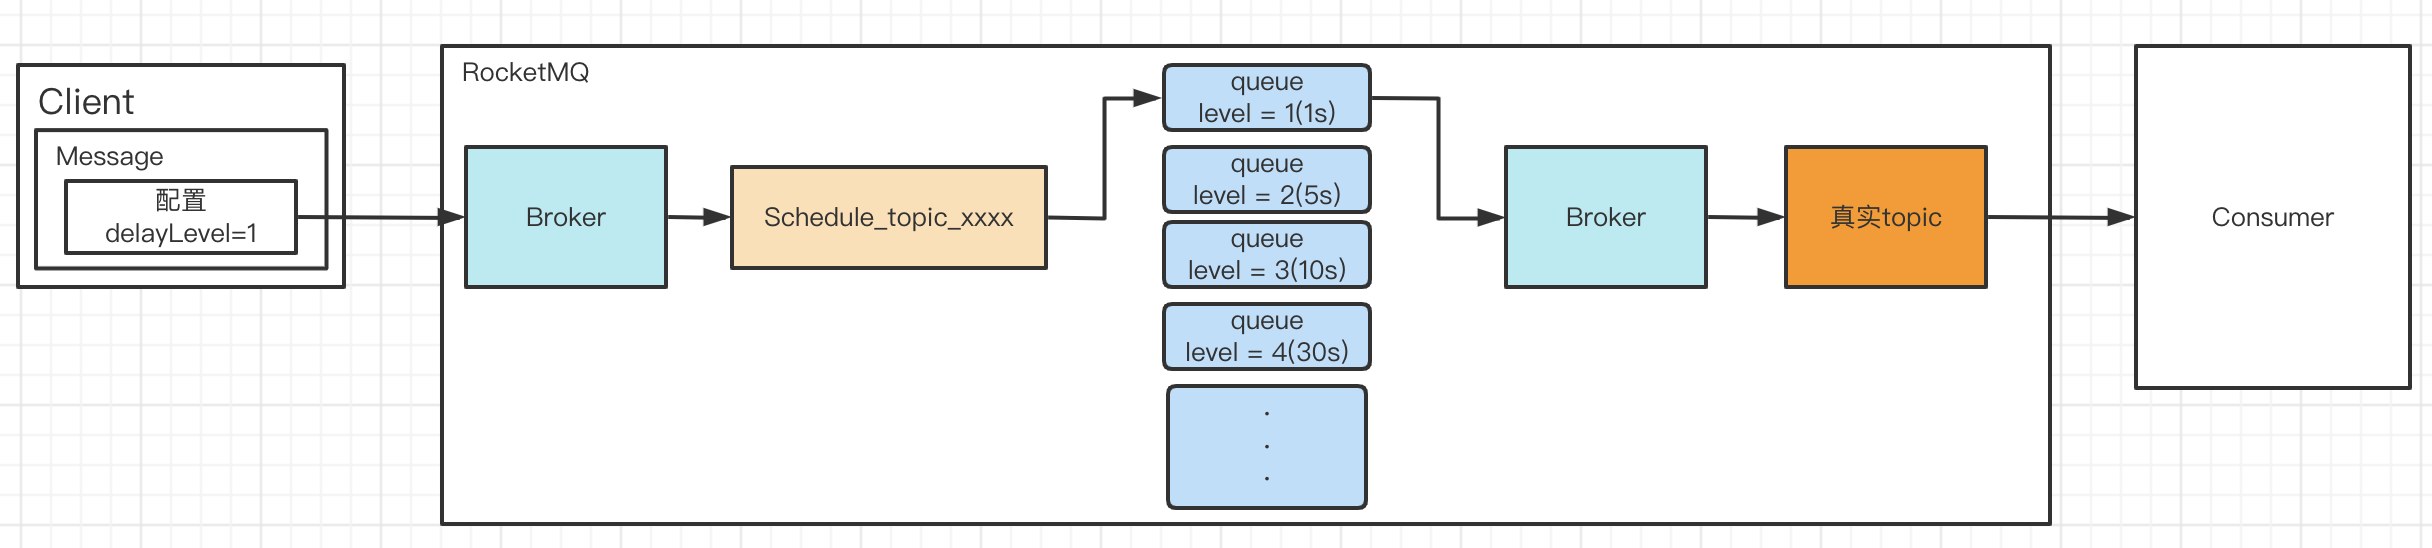 Client
Message
配置
delayLevel=1
RocketMQ
Broker
Schedule_topic_xxxx
queue
level = 1(1s)
queue
level = 2(5s)
queue
level = 3(10s)
queue
level = 4(30s)
.
.
.
Broker
真实topic
Consumer